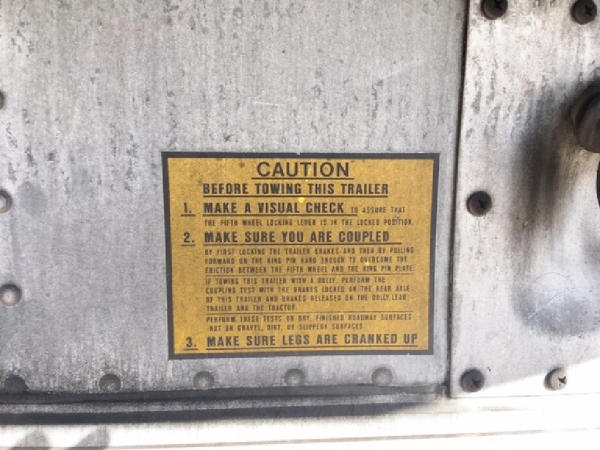 CAUTION
BEFORE TOWING THIS TRAILER
1. MAKE A VISUAL CHECK TO ASSURE THAT
THE FIFTH WHEEL LOCKING LEVER IS IN THE LOCKED POSITION.
2. MAKE SURE YOU ARE COUPLED
BY FIRST LOCKING THE TRAILER BRAKES AND THEN BY PULLING
FORWARD ON THE KING PIN HARD ENOUGH TO OVERCOME THE
FRICTION BETWEEN THE FIFTH WHEEL AND THE KING PIN PLATE
IF TOWING THIS TRAILER WITH A DOLLY, PERFORM THE
COUPLING TEST WITH THE BRAKES LOCKED ON THE REAR AXLE
OF THIS TRAILER AND BRAKES RELEASED ON THE DOLLY, LEAD
TRAILER AND THE TRACTOR.
PERFORM THESE TESTS ON DRY, FINISHED ROADWAY SURFACES
NOT ON GRAVEL, DIRT, OR SLIPPERY SURFACES.
3. MAKE SURE LEGS ARE CRANKED UP